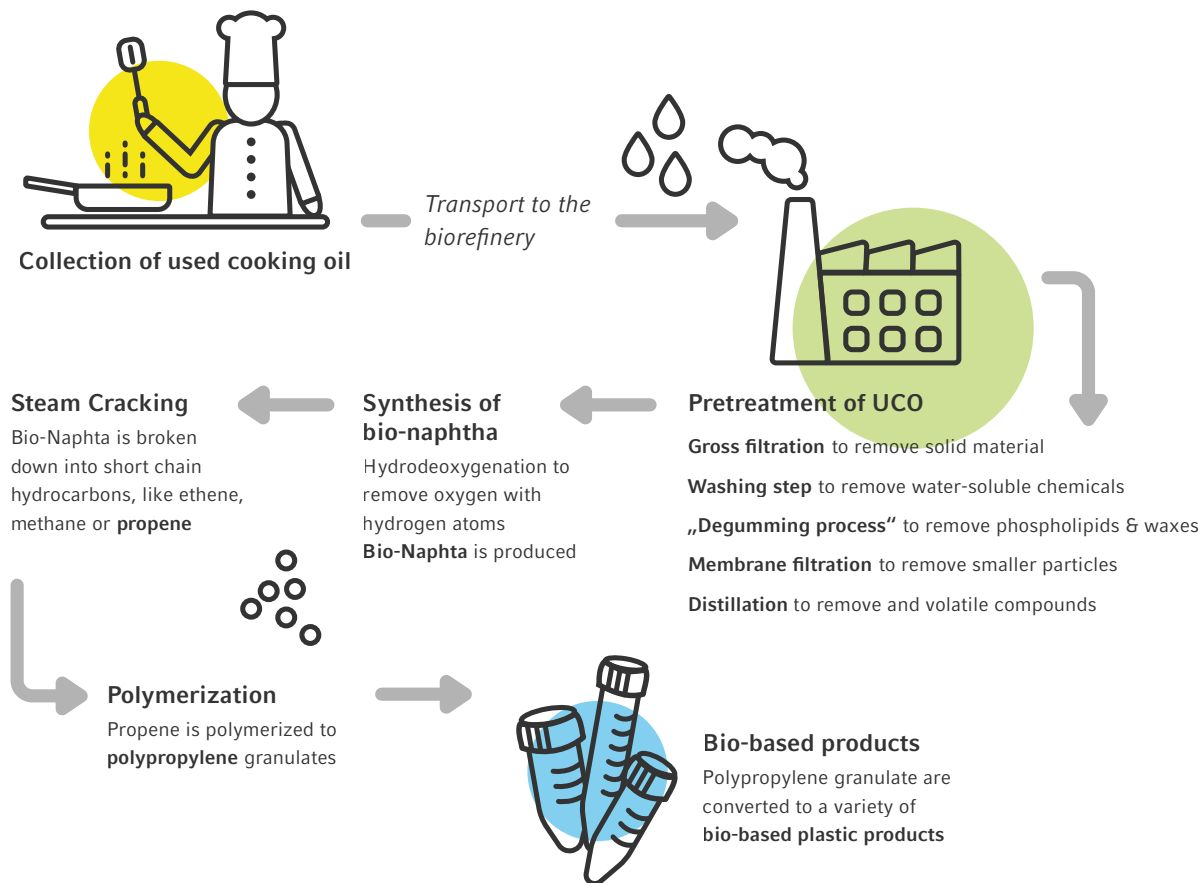 Collection of used cooking oil
Transport to the
biorefinery
Pretreatment of UCO
Gross filtration to remove solid material
Washing step to remove water-soluble chemicals
„Degumming process“ to remove phospholipids & waxes
Membrane filtration to remove smaller particles
Distillation to remove and volatile compounds
Synthesis of
bio-naphtha
Hydrodeoxygenation to
remove oxygen with
hydrogen atoms
Bio-Naphta is produced
Steam Cracking
Bio-Naphta is broken
down into short chain
hydrocarbons, like ethene,
methane or propene
Polymerization
Propene is polymerized to
polypropylene granulates
Bio-based products
Polypropylene granulate are
converted to a variety of
bio-based plastic products